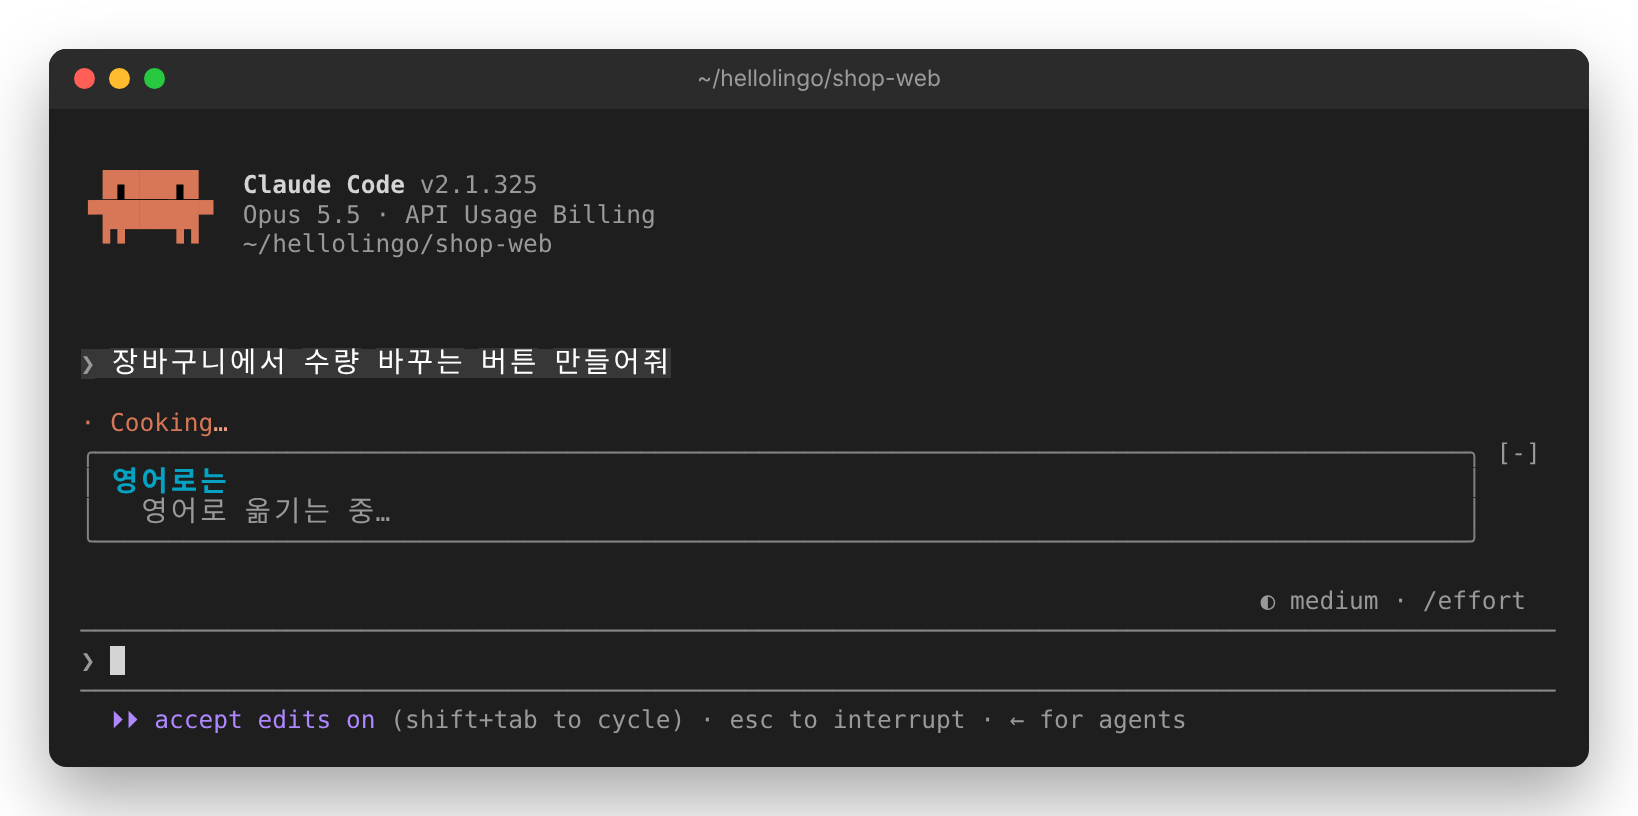 ~/hellolingo/shop-web
Claude Code v2.1.325
Opus 5.5 · API Usage Billing
~/hellolingo/shop-web
❯ 장바구니에서 수량 바꾸는 버튼 만들어줘
· Cooking…
[-]
영어로는
영어로 옮기는 중…
◐ medium · /effort
❯
⏵⏵ accept edits on (shift+tab to cycle) · esc to interrupt · ← for agents